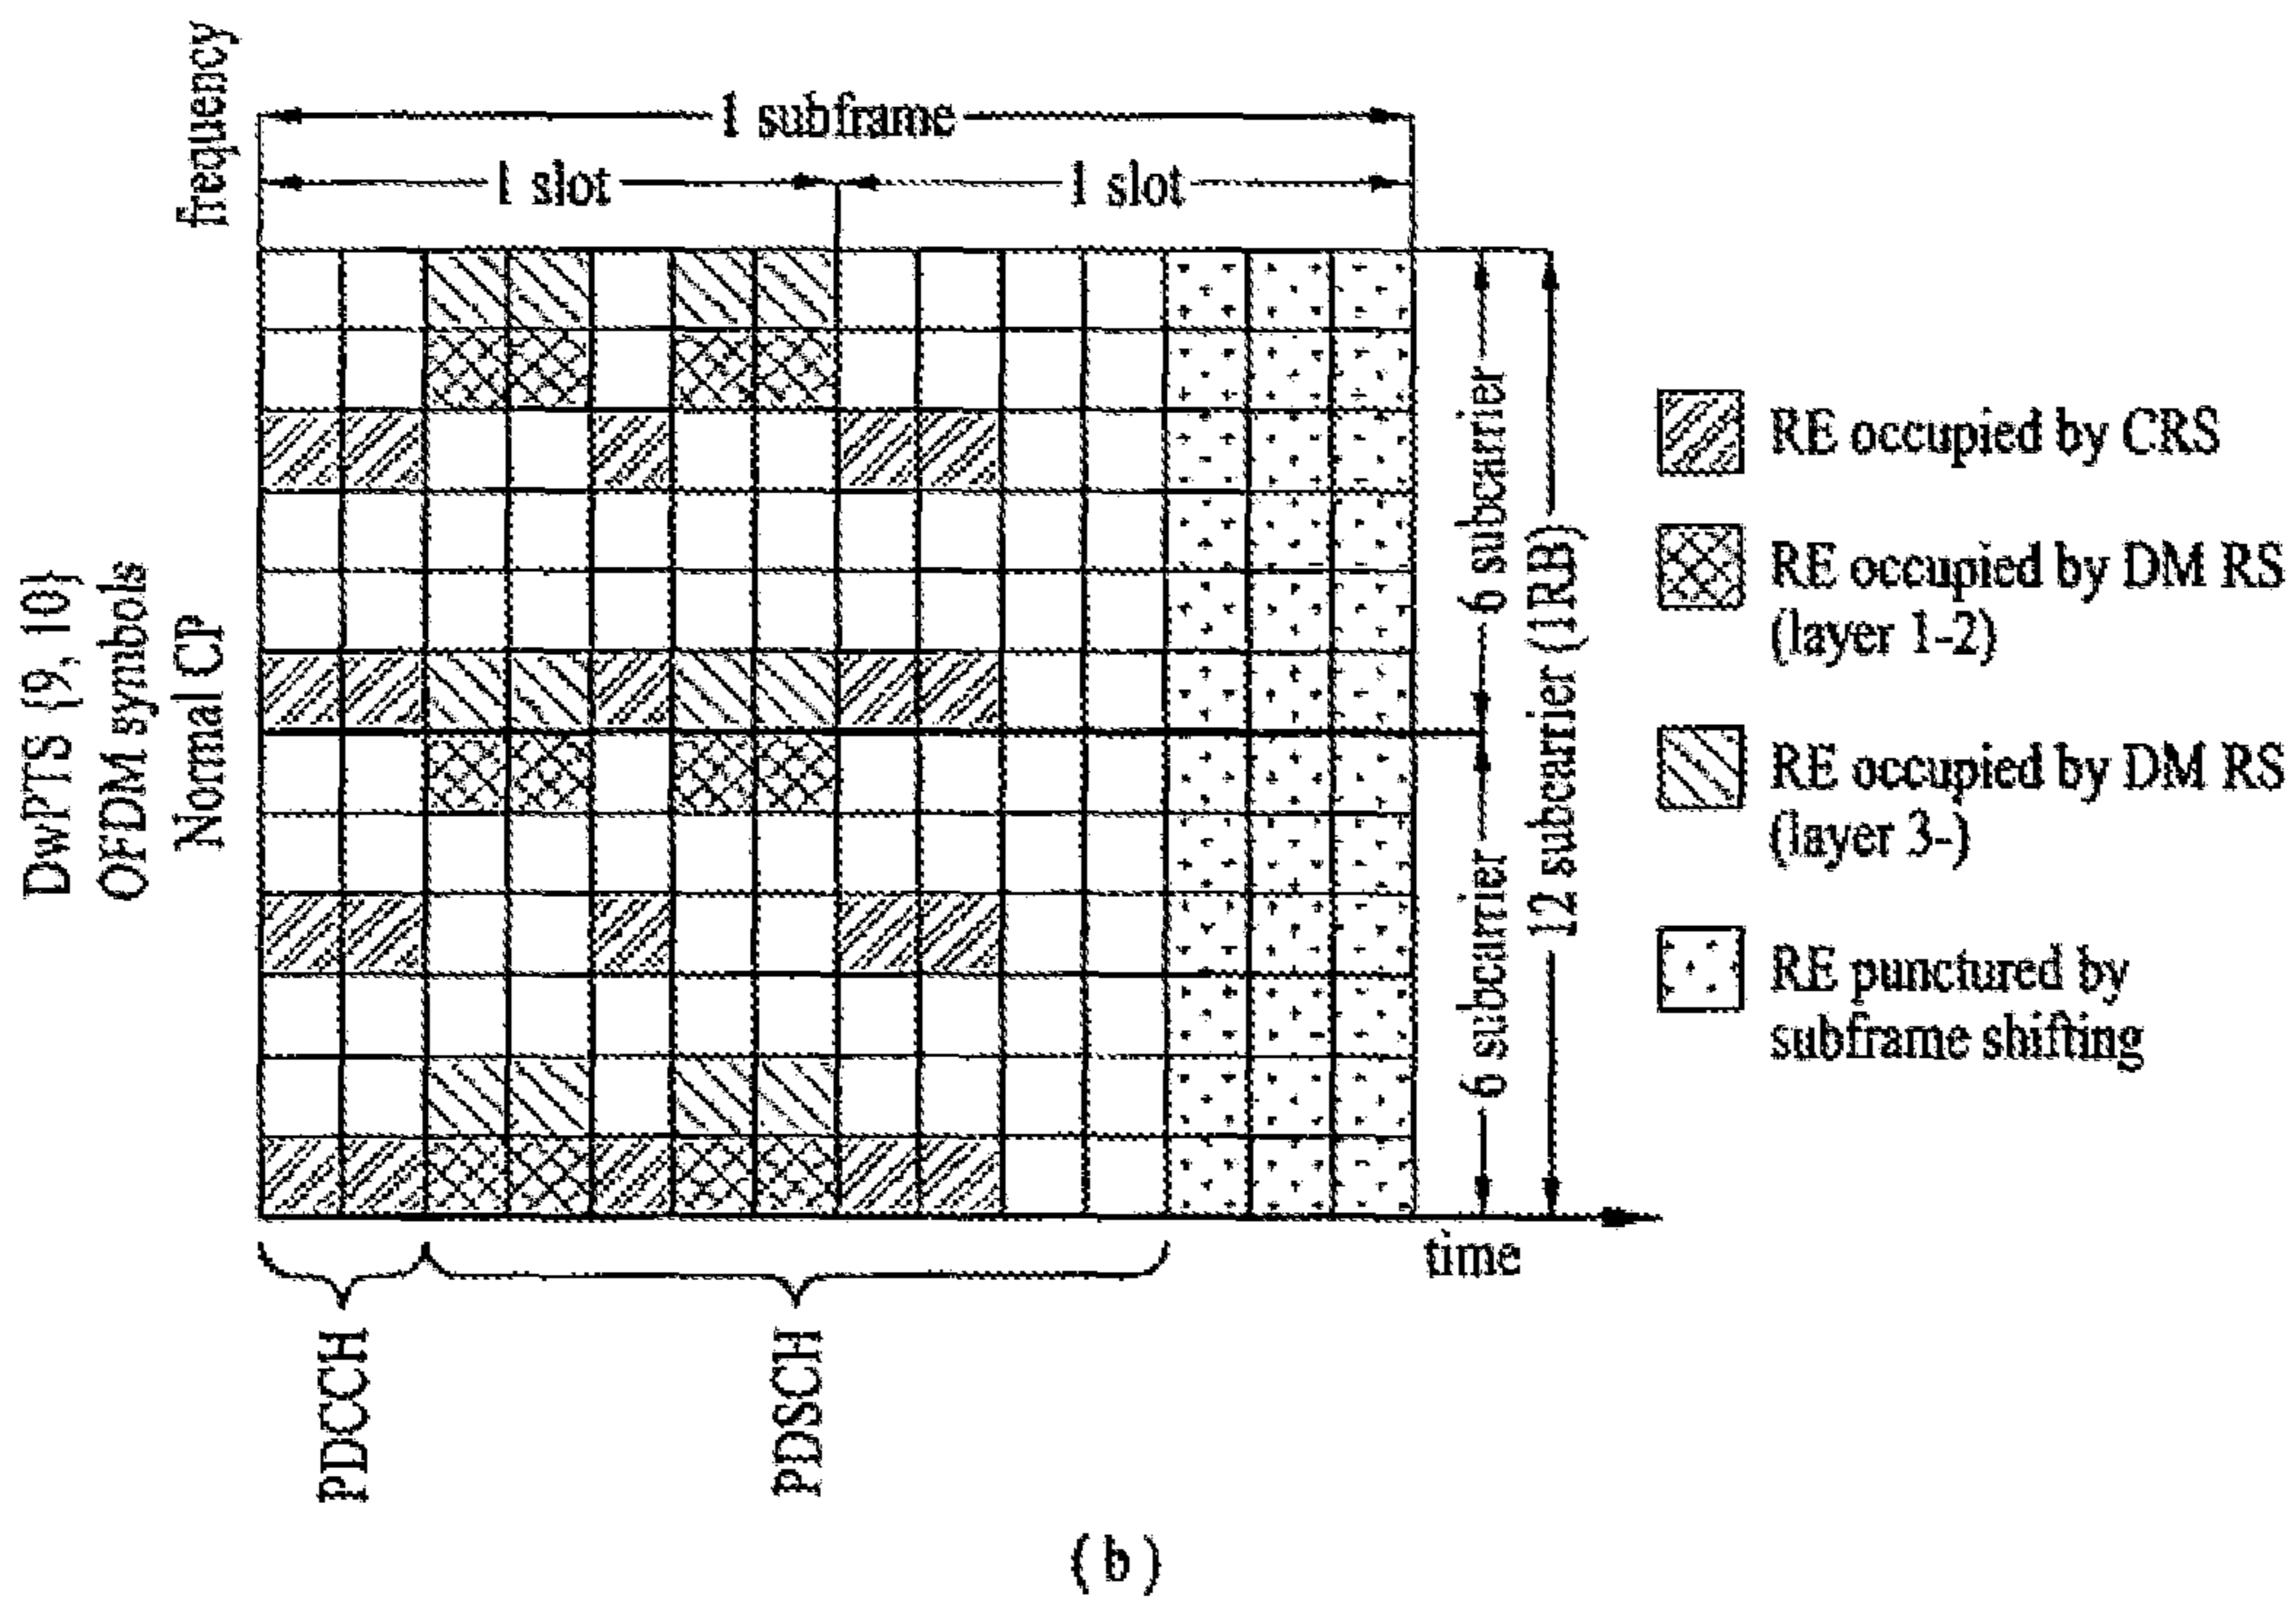 frequency
1 subframe
1 slot
1 slot
DwPTS {9, 10}
OFDM symbols
Normal CP
6 subcarrier
6 subcarrier
12 subcarrier (1RB)
RE occupied by CRS
RE occupied by DM RS
(layer 1-2)
RE occupied by DM RS
(layer 3-)
RE punctured by
subframe shifting
time
PDCCH
PDSCH
(b)